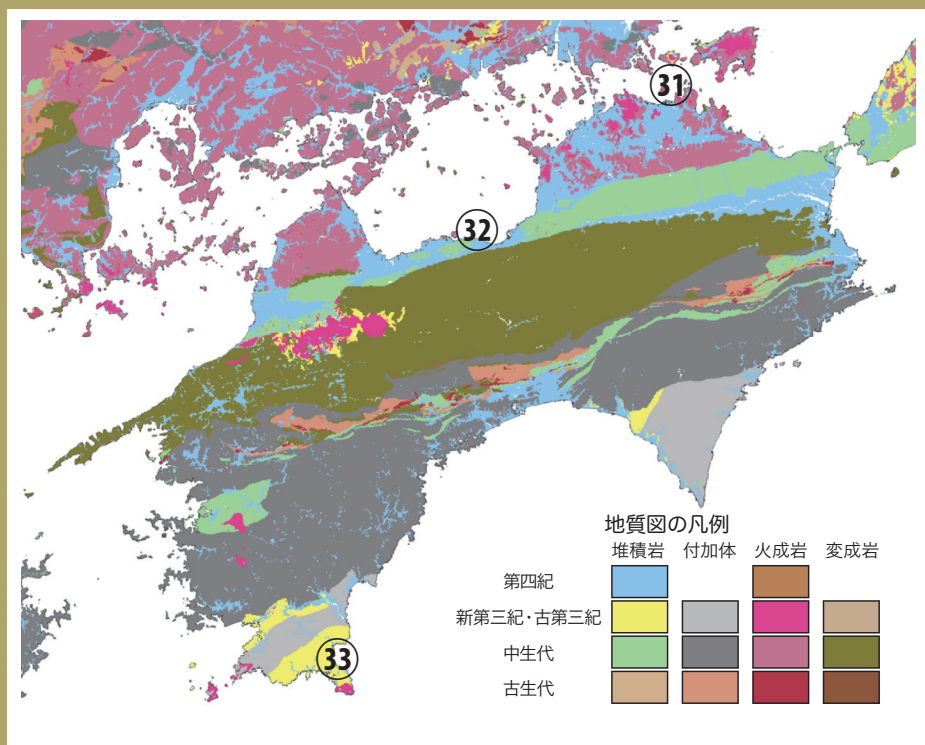 31
32
33
地質図の凡例
堆積岩 付加体 火成岩 変成岩
第四紀
新第三紀・古第三紀
中生代
古生代